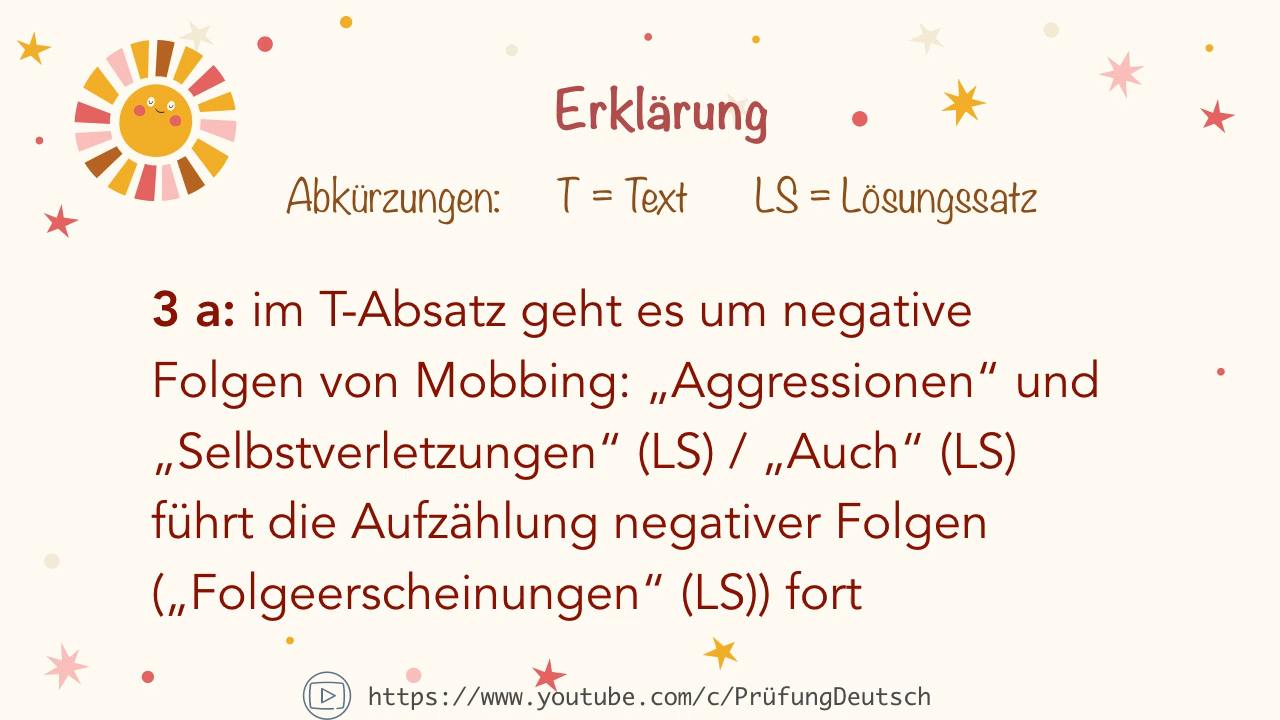 Erklärung
Abkürzungen: T = Text LS = Lösungssatz
3 a: im T-Absatz geht es um negative
Folgen von Mobbing: „Aggressionen“ und
„Selbstverletzungen“ (LS) / „Auch“ (LS)
führt die Aufzählung negativer Folgen
(„Folgeerscheinungen“ (LS)) fort
https://www.youtube.com/c/PrüfungDeutsch